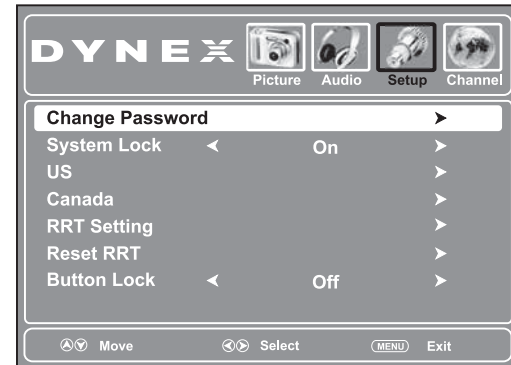 DYNEX
Picture Audio Setup Channel
Change Password
System Lock On
US
Canada
RRT Setting
Reset RRT
Button Lock Off
Move Select MENU Exit